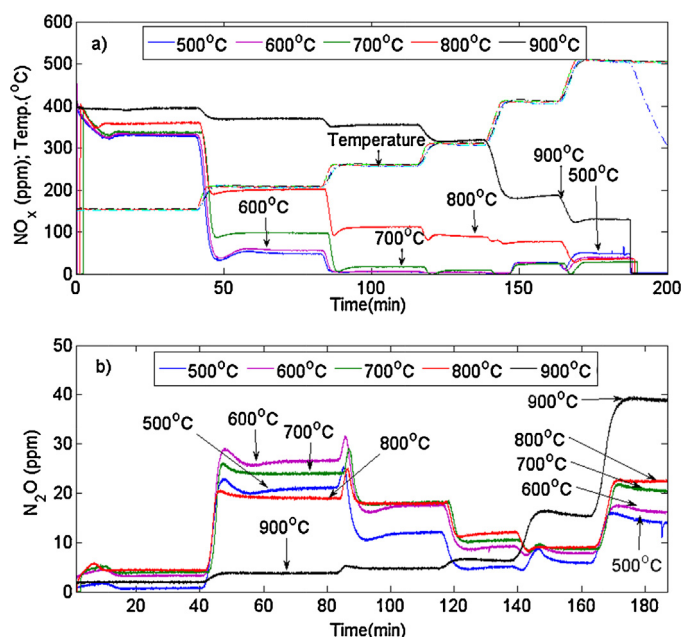 a)
500°C 600°C 700°C 800°C 900°C
600
500
400
300
200
100
0
NOx (ppm); Temp.(°C)
Temperature
900°C
500°C
800°C
600°C
700°C
0 50 100 150 200
Time(min)
b)
500°C 600°C 700°C 800°C 900°C
50
40
30
20
10
0
N2O (ppm)
900°C
600°C
500°C
700°C
800°C
800°C
700°C
600°C
900°C
500°C
20 40 60 80 100 120 140 160 180
Time(min)